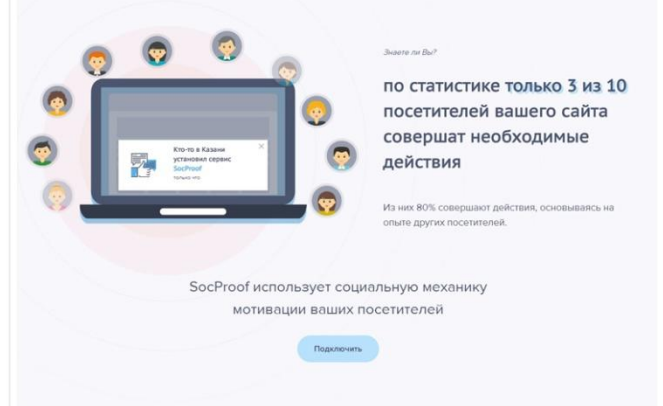 Знаете ли Вы?
по статистике только 3 из 10
посетителей вашего сайта
совершат необходимые
действия
Кто-то в Казани
установил сервис
SocProof
только что
Из них 80% совершают действия, основываясь на
опыте других посетителей.
SocProof использует социальную механику
мотивации ваших посетителей
Подключить